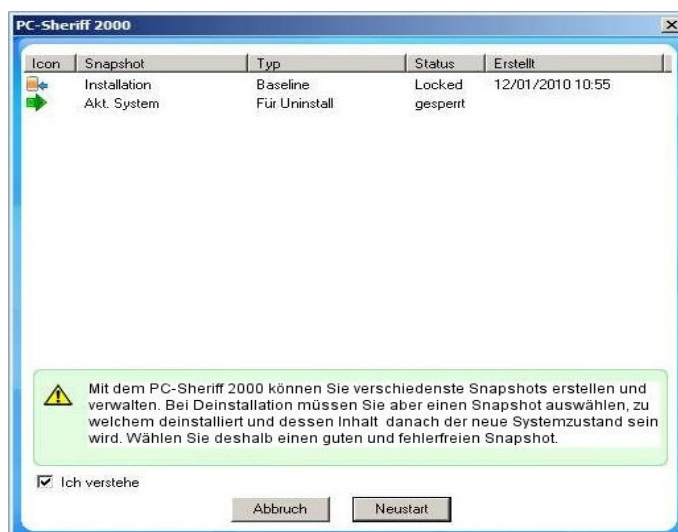 PC-Sheriff 2000
Icon Snapshot Typ Status Erstellt
Installation Baseline Locked 12/01/2010 10:55
Akt. System Für Uninstall gesperrt
Mit dem PC-Sheriff 2000 können Sie verschiedenste Snapshots erstellen und
verwalten. Bei Deinstallation müssen Sie aber einen Snapshot auswählen, zu
welchem deinstalliert und dessen Inhalt danach der neue Systemzustand sein
wird. Wählen Sie deshalb einen guten und fehlerfreien Snapshot.
Ich verstehe
Abbruch Neustart